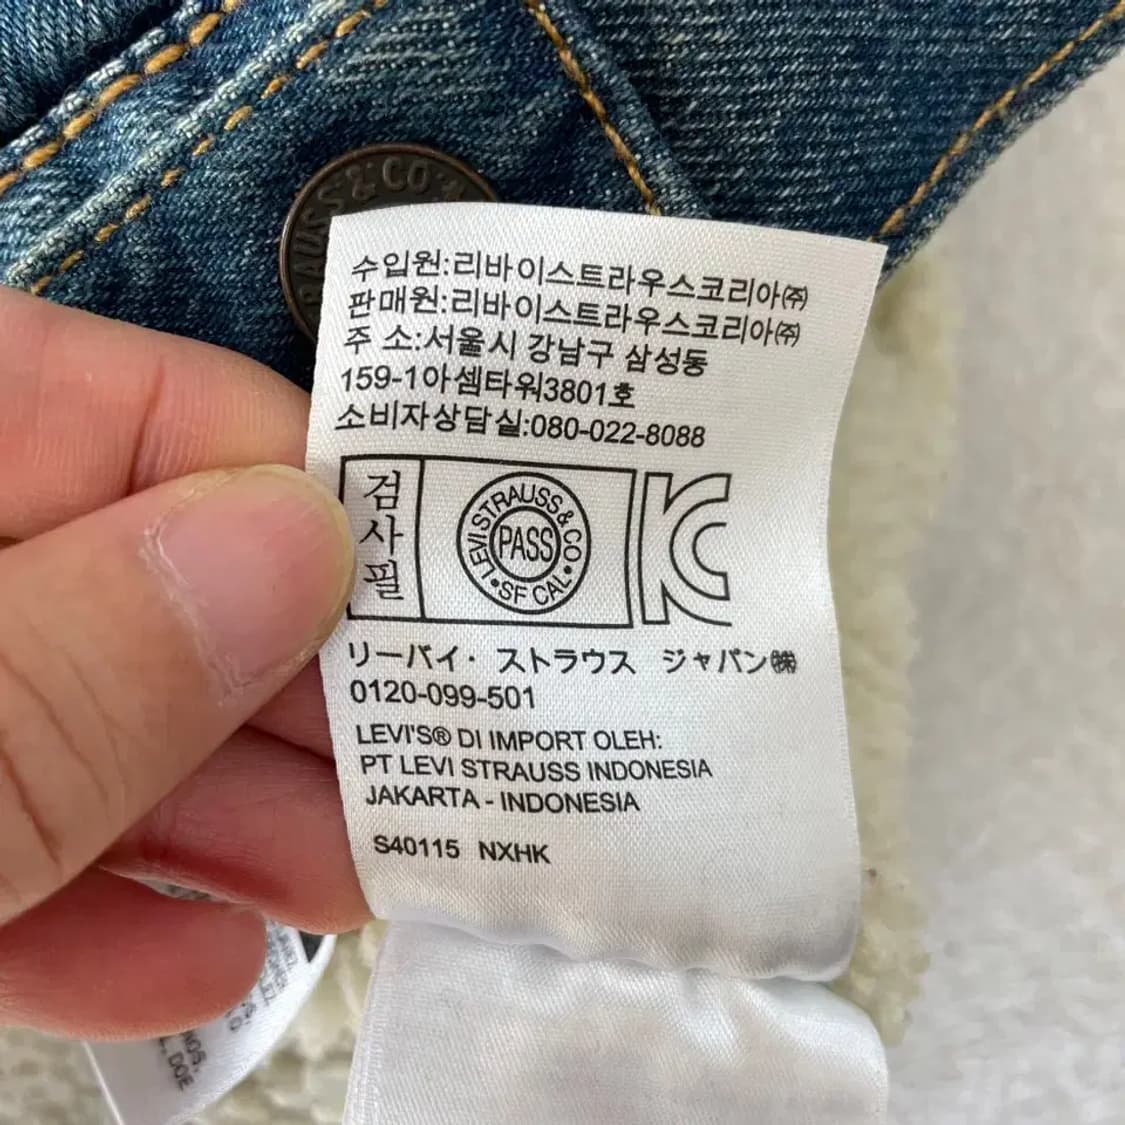 RAUSS & CO
수입원:리바이스트라우스코리아㈜
판매원:리바이스트라우스코리아㈜
주 소:서울시 강남구 삼성동
159-1아셈타워3801호
소비자상담실:080-022-8088
검사필
LEVI STRAUSS & CO
PASS
SF CAL
KC
リーバイ・ストラウス ジャパン㈱
0120-099-501
LEVI'S® DI IMPORT OLEH:
PT LEVI STRAUSS INDONESIA
JAKARTA - INDONESIA
S40115 NXHK
DOE